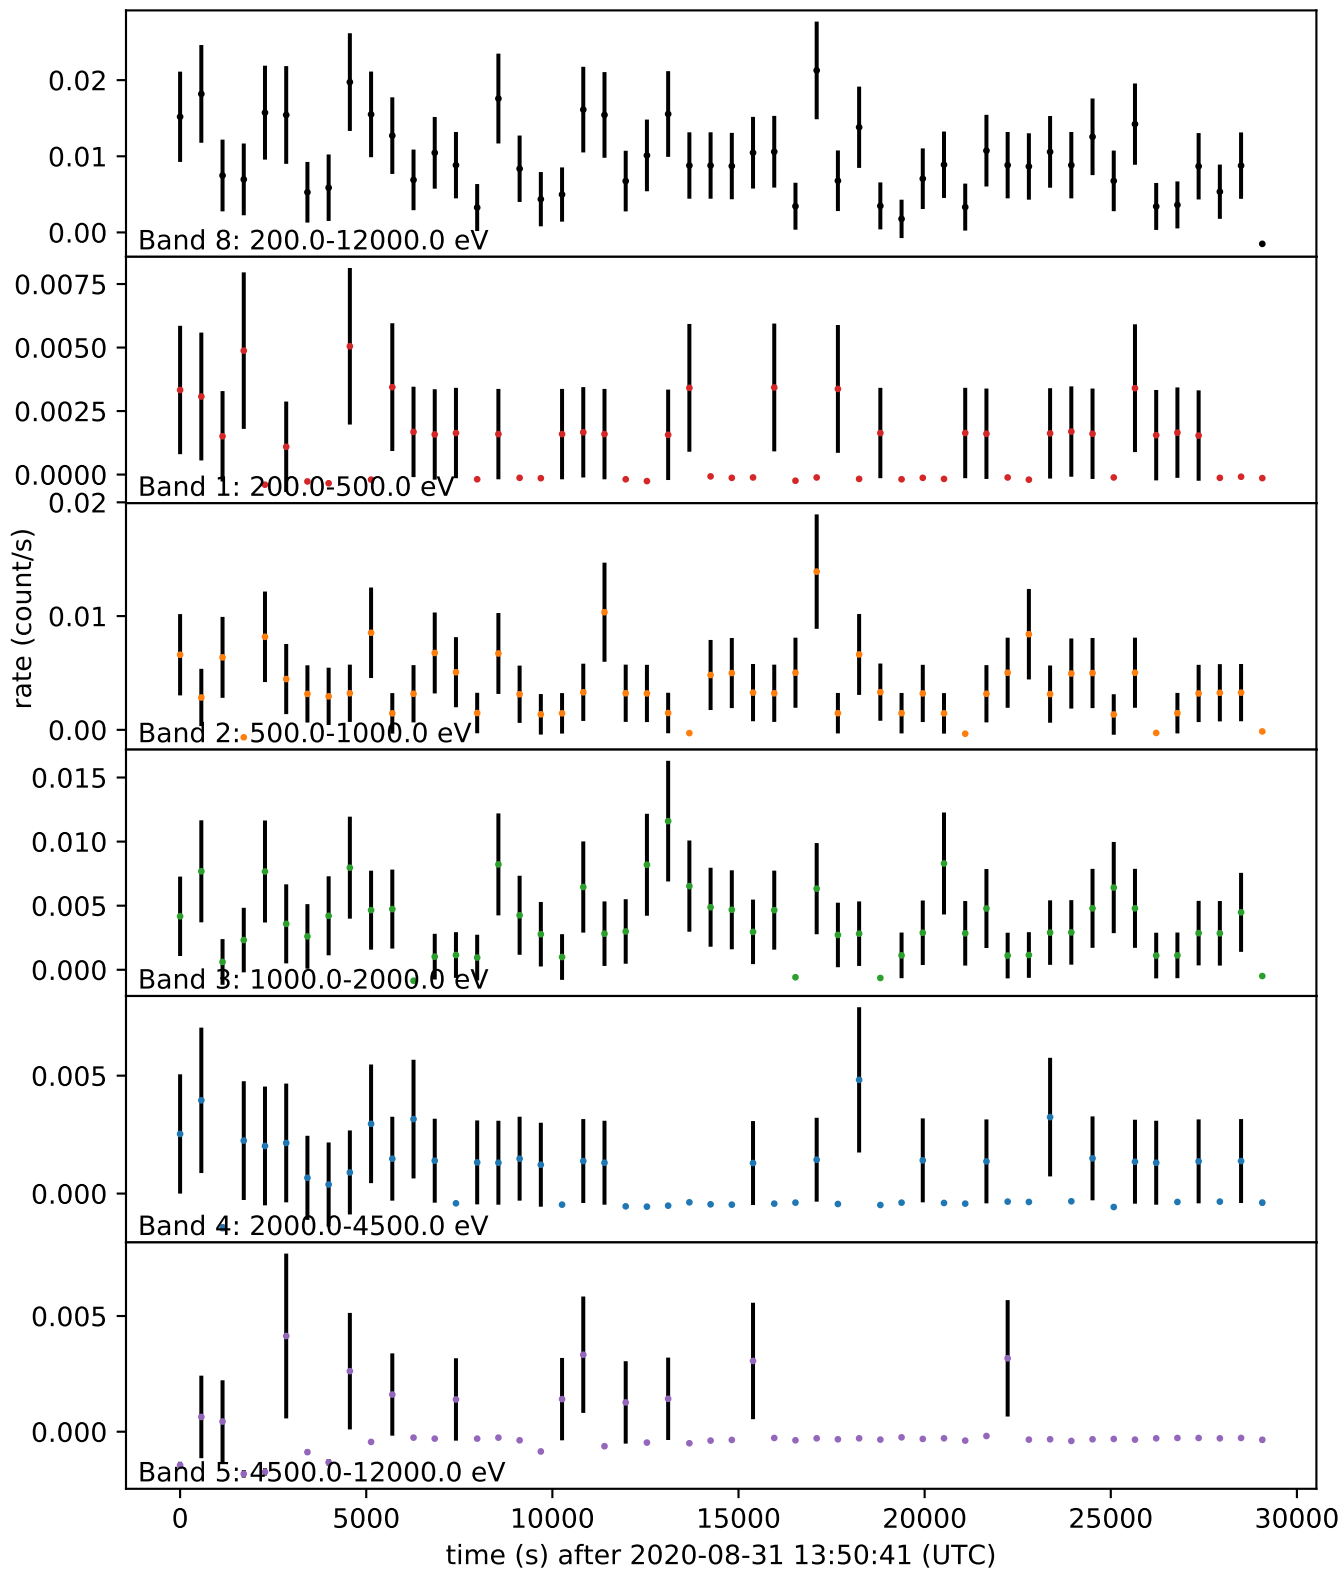 0.02
0.01
0.00
Band 8: 200.0-12000.0 eV
0.0075
0.0050
0.0025
0.0000
Band 1: 200.0-500.0 eV
0.02
0.01
0.00
Band 2: 500.0-1000.0 eV
rate (count/s)
0.015
0.010
0.005
0.000
Band 3: 1000.0-2000.0 eV
0.005
0.000
Band 4: 2000.0-4500.0 eV
0.005
0.000
Band 5: 4500.0-12000.0 eV
0 5000 10000 15000 20000 25000 30000
time (s) after 2020-08-31 13:50:41 (UTC)